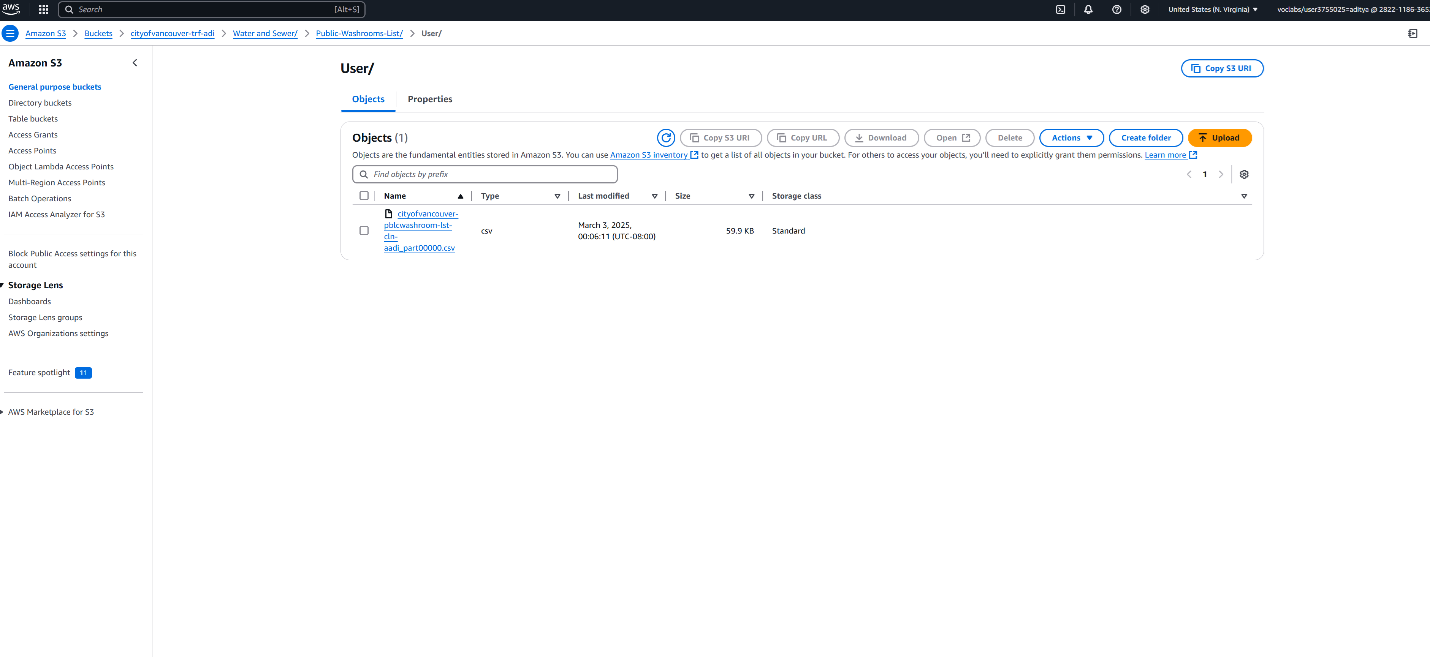 aws
Search [Alt+S]
United States (N. Virginia)
voclabs/user3755025=aditya @ 2822-1186-365
Amazon S3 > Buckets > cityofvancouver-trf-adi > Water and Sewer/ > Public-Washrooms-List/ > User/
Amazon S3
General purpose buckets
Directory buckets
Table buckets
Access Grants
Access Points
Object Lambda Access Points
Multi-Region Access Points
Batch Operations
IAM Access Analyzer for S3
Block Public Access settings for this
account
Storage Lens
Dashboards
Storage Lens groups
AWS Organizations settings
Feature spotlight 11
AWS Marketplace for S3
User/
Copy S3 URI
Objects Properties
Objects (1)
Copy S3 URI Copy URL Download Open Delete Actions Create folder Upload
Objects are the fundamental entities stored in Amazon S3. You can use Amazon S3 inventory to get a list of all objects in your bucket. For others to access your objects, you'll need to explicitly grant them permissions. Learn more
Find objects by prefix
1
Name Type Last modified Size Storage class
cityofvancouver-
pblcwashroom-lst-
cln-
aadi_part00000.csv
csv
March 3, 2025,
00:06:11 (UTC-08:00)
59.9 KB
Standard